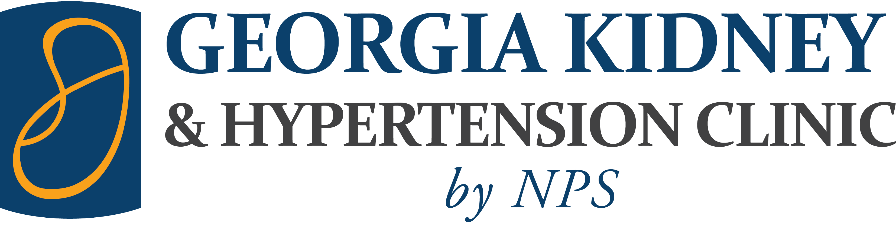 GEORGIA KIDNEY
& HYPERTENSION CLINIC
by NPS